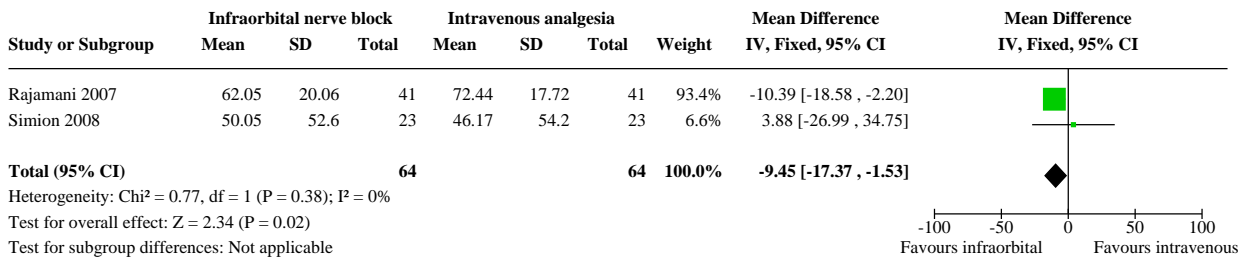 Infraorbital nerve block Intravenous analgesia Mean Difference Mean Difference
Study or Subgroup Mean SD Total Mean SD Total Weight IV, Fixed, 95% CI IV, Fixed, 95% CI
Rajamani 2007 62.05 20.06 41 72.44 17.72 41 93.4% -10.39 [-18.58 , -2.20]
Simion 2008 50.05 52.6 23 46.17 54.2 23 6.6% 3.88 [-26.99 , 34.75]
Total (95% CI) 64 64 100.0% -9.45 [-17.37 , -1.53]
Heterogeneity: Chi² = 0.77, df = 1 (P = 0.38); I² = 0%
Test for overall effect: Z = 2.34 (P = 0.02)
-100 -50 0 50 100
Test for subgroup differences: Not applicable
Favours infraorbital Favours intravenous